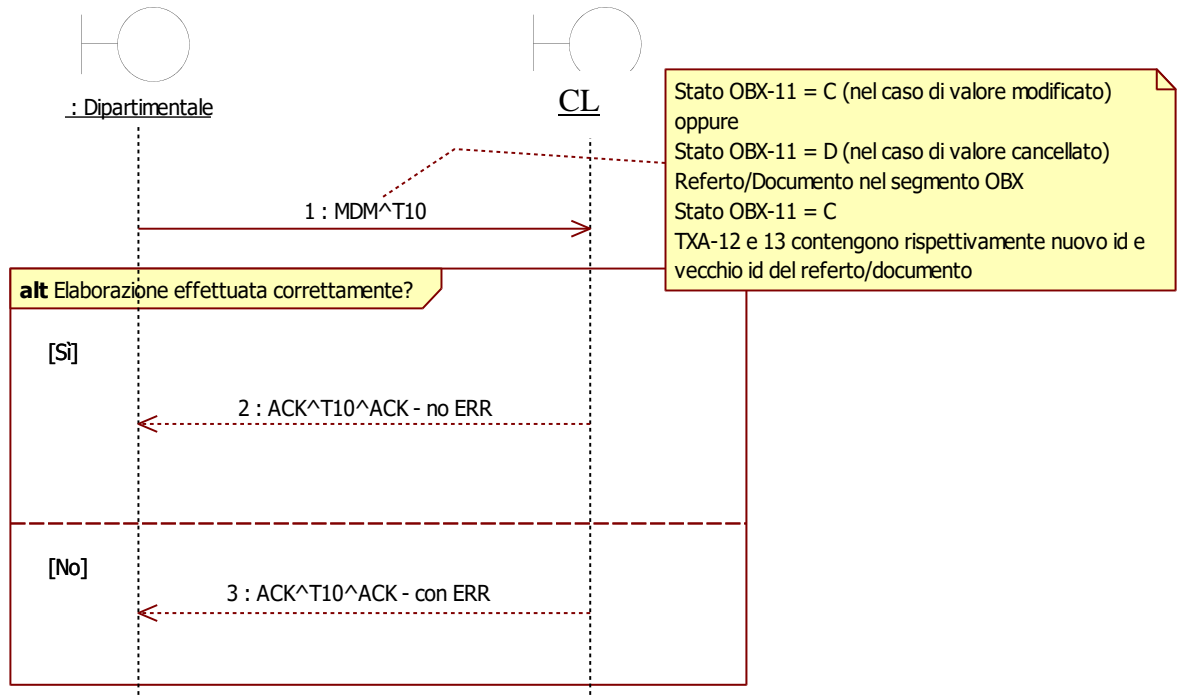 : Dipartimentale
CL
Stato OBX-11 = C (nel caso di valore modificato)
oppure
Stato OBX-11 = D (nel caso di valore cancellato)
Referto/Documento nel segmento OBX
Stato OBX-11 = C
TXA-12 e 13 contengono rispettivamente nuovo id e
vecchio id del referto/documento
1 : MDM^T10
alt Elaborazione effettuata correttamente?
[Sì]
2 : ACK^T10^ACK - no ERR
[No]
3 : ACK^T10^ACK - con ERR